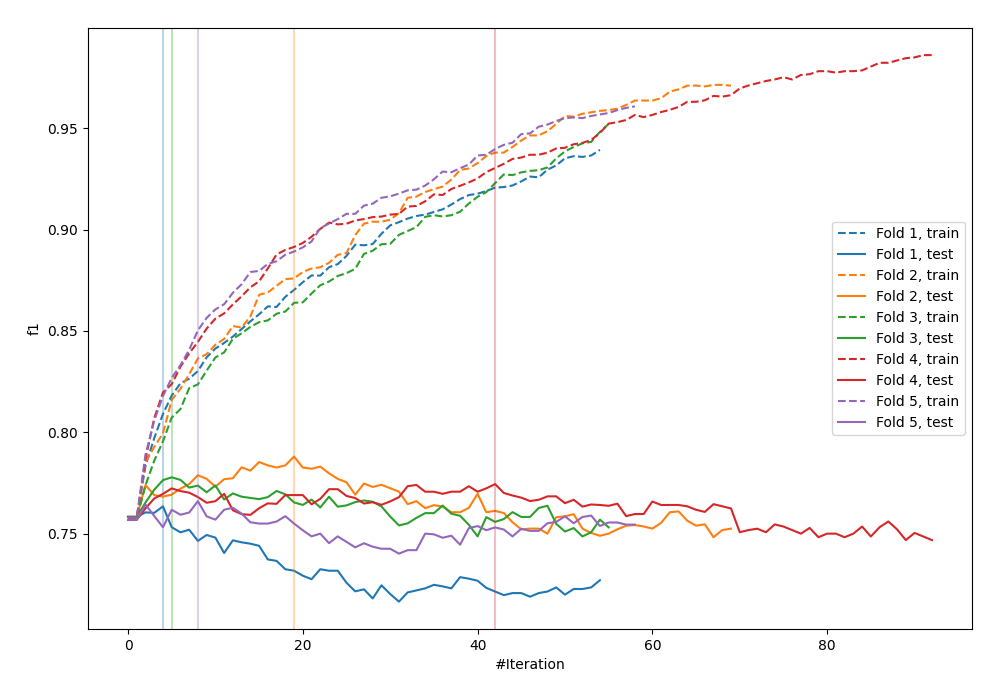 f1
0.95
0.90
0.85
0.80
0.75
0
20
40
60
80
#Iteration
Fold 1, train
Fold 1, test
Fold 2, train
Fold 2, test
Fold 3, train
Fold 3, test
Fold 4, train
Fold 4, test
Fold 5, train
Fold 5, test